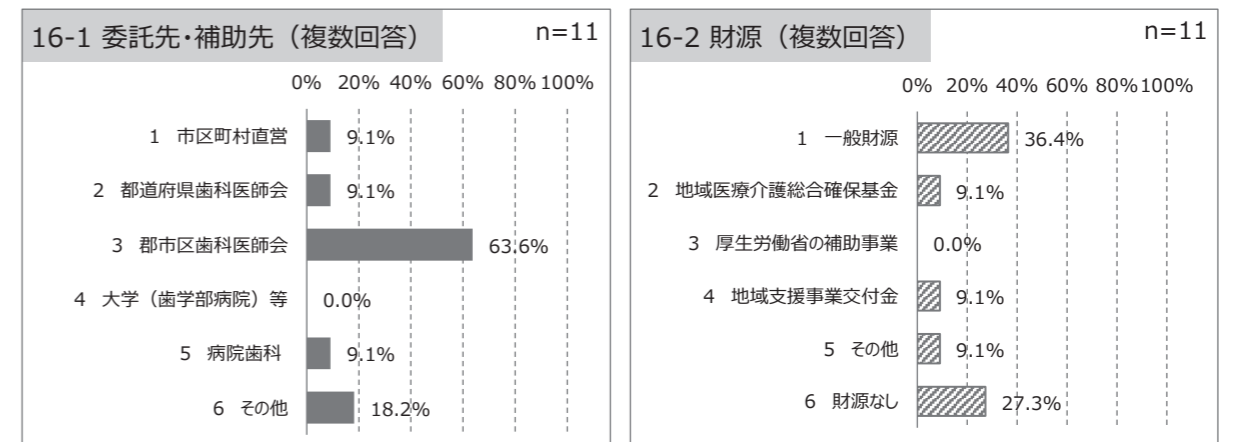 16-1 委託先・補助先（複数回答）
n=11
0% 20% 40% 60% 80% 100%
1 市区町村直営 9.1%
2 都道府県歯科医師会 9.1%
3 郡市区歯科医師会 63.6%
4 大学（歯学部病院）等 0.0%
5 病院歯科 9.1%
6 その他 18.2%
16-2 財源（複数回答）
n=11
0% 20% 40% 60% 80% 100%
1 一般財源 36.4%
2 地域医療介護総合確保基金 9.1%
3 厚生労働省の補助事業 0.0%
4 地域支援事業交付金 9.1%
5 その他 9.1%
6 財源なし 27.3%